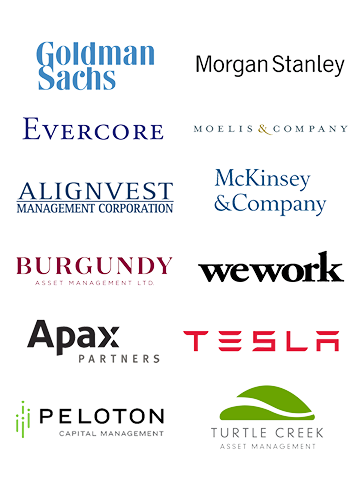 Goldman
Sachs
Morgan Stanley
EVERCORE
MOELIS & COMPANY
ALIGNVEST
MANAGEMENT CORPORATION
McKinsey
&Company
BURGUNDY
ASSET MANAGEMENT LTD.
wework
Apax
PARTNERS
TESLA
PELOTON
CAPITAL MANAGEMENT
TURTLE CREEK
ASSET MANAGEMENT